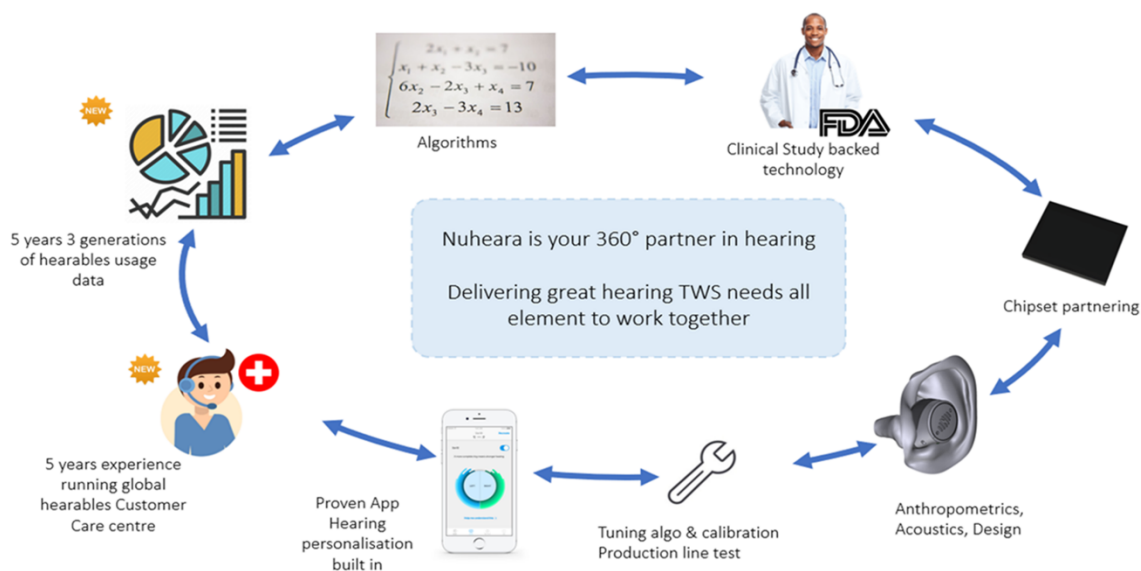 2x₁ + x₂ = 7
x₁ + x₂ −3x₃ = −10
6x₂ − 2x₃ + x₄ = 7
2x₃ − 3x₄ = 13
Algorithms
FDA
Clinical Study backed
technology
NEW
5 years 3 generations
of hearables usage
data
Nuheara is your 360° partner in hearing
Delivering great hearing TWS needs all
element to work together
Chipset partnering
NEW
5 years experience
running global
hearables Customer
Care centre
Proven App
Hearing
personalisation
built in
Tuning algo & calibration
Production line test
Anthropometrics,
Acoustics, Design